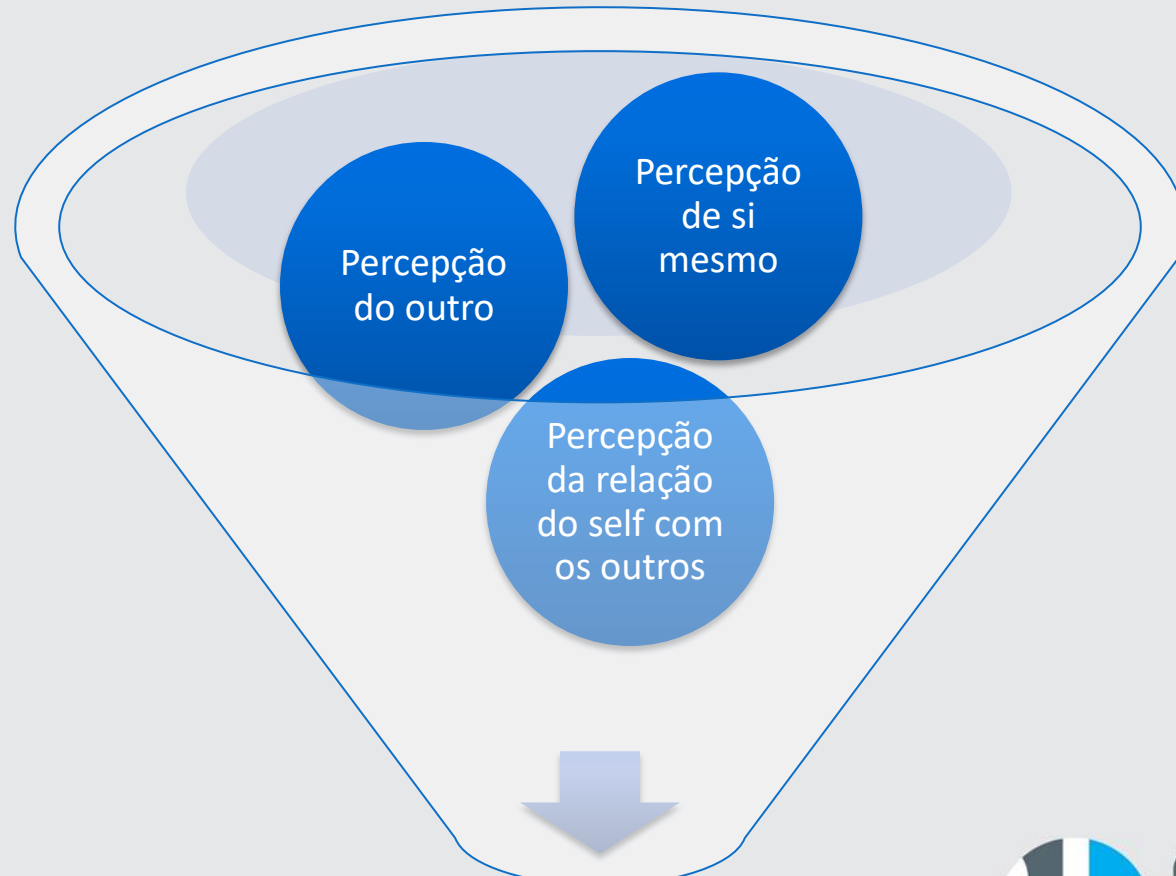 Percepção
do outro
Percepção
de si
mesmo
Percepção
da relação
do self com
os outros